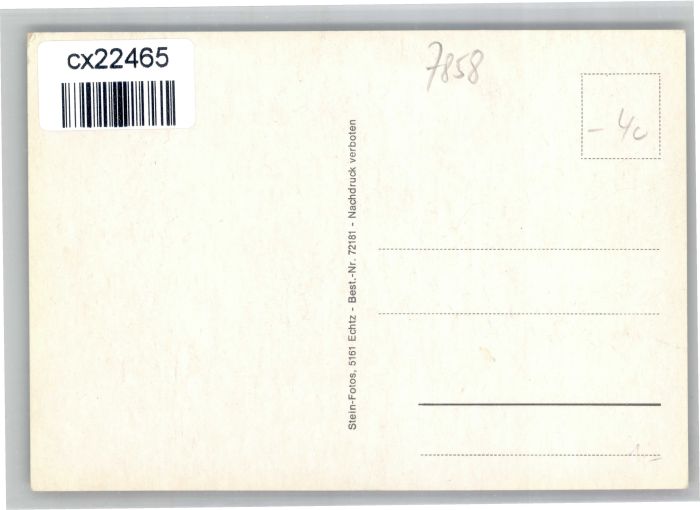 cx22465
7858
- 40
Stein-Fotos, 5161 Echtz - Best.-Nr. 72181 - Nachdruck verboten